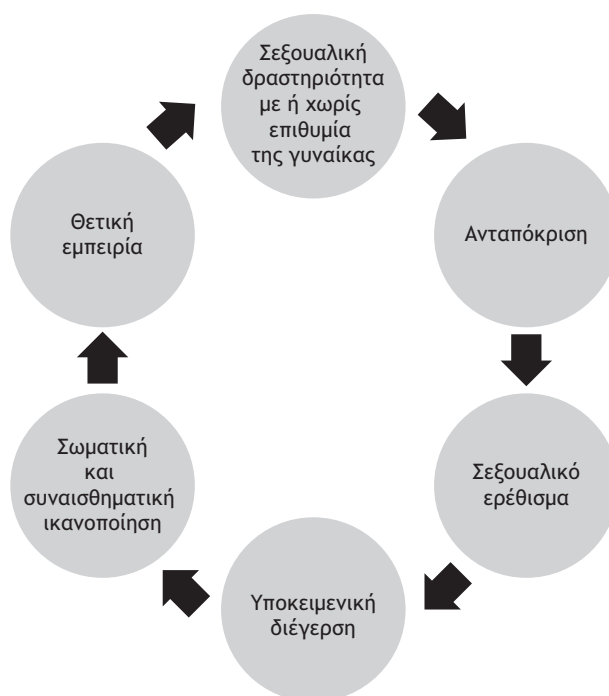 Σεξουαλική
δραστηριότητα
με ή χωρίς
επιθυμία
της γυναίκας
Ανταπόκριση
Σεξουαλικό
ερέθισμα
Υποκειμενική
διέγερση
Σωματική
και
συναισθηματική
ικανοποίηση
Θετική
εμπειρία